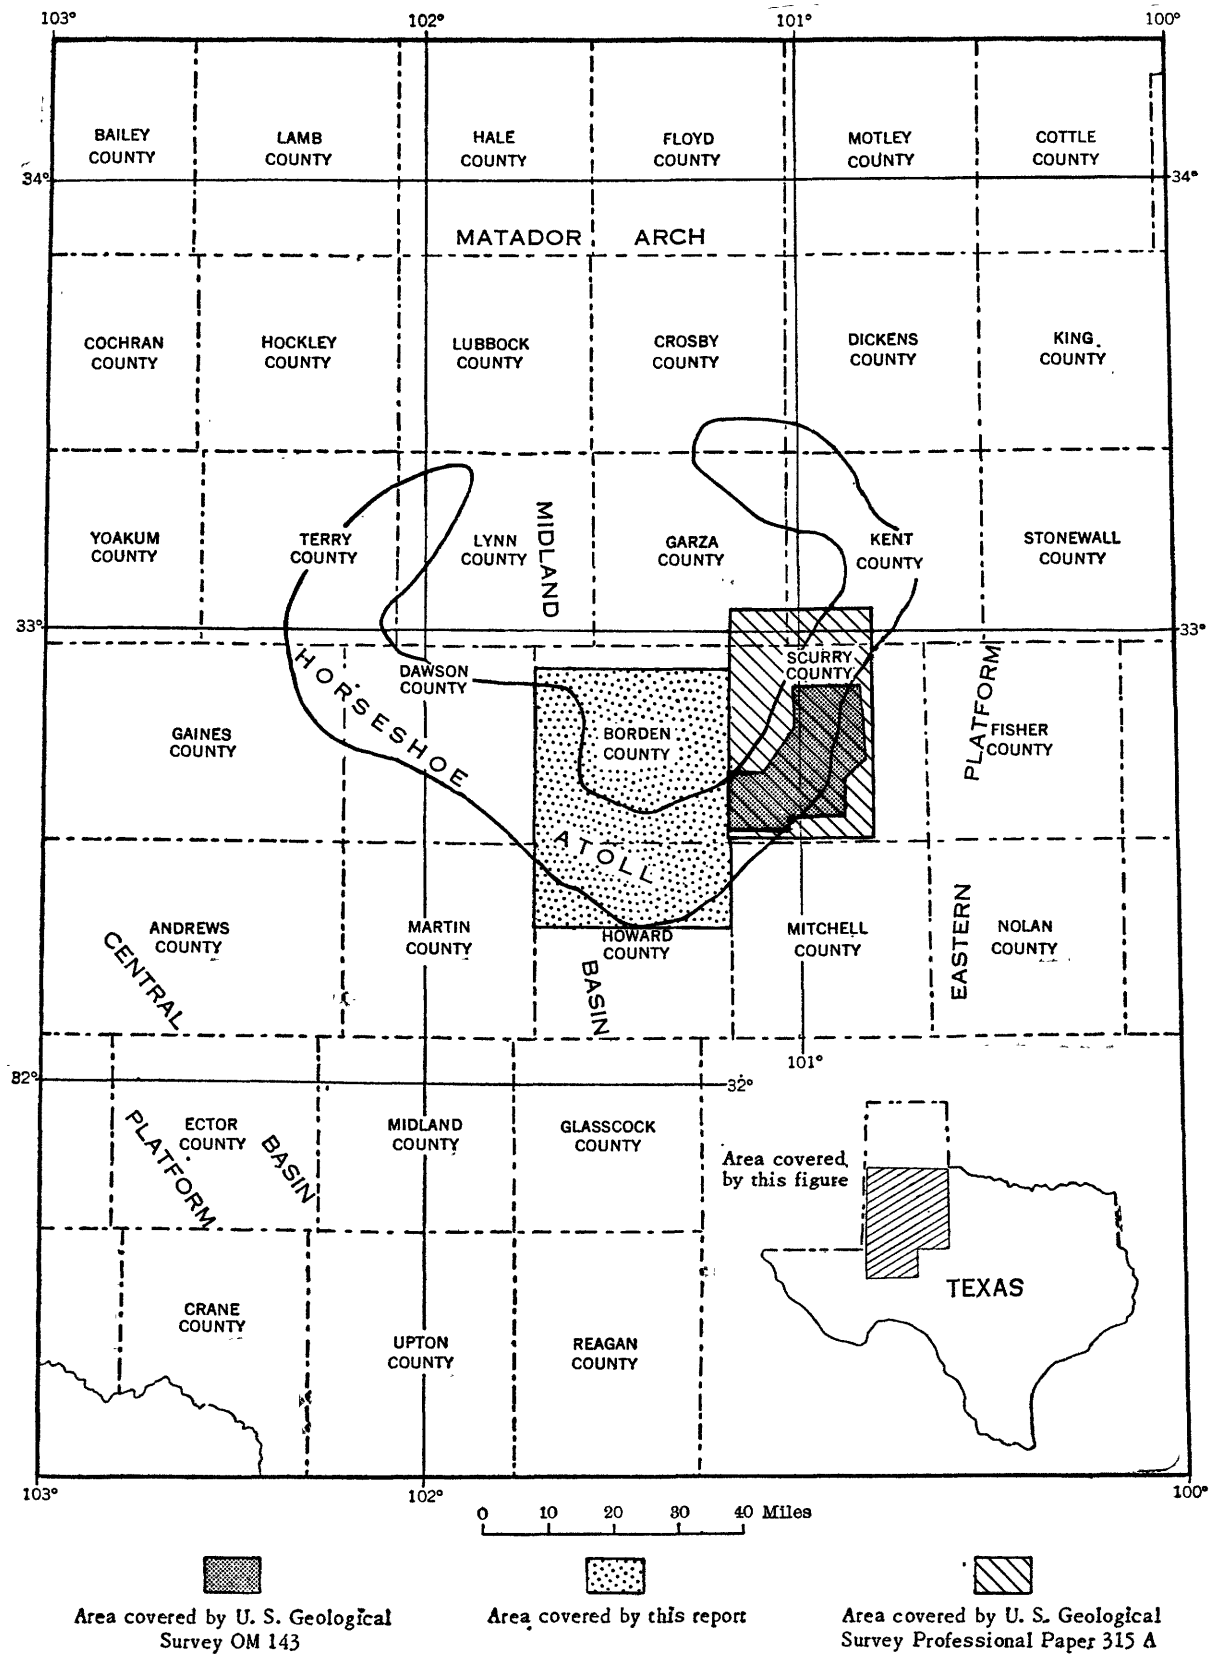 103°
102°
101°
100°
BAILEY
COUNTY
LAMB
COUNTY
HALE
COUNTY
FLOYD
COUNTY
MOTLEY
COUNTY
COTTLE
COUNTY
34°
34°
MATADOR ARCH
COCHRAN
COUNTY
HOCKLEY
COUNTY
LUBBOCK
COUNTY
CROSBY
COUNTY
DICKENS
COUNTY
KING
COUNTY
YOAKUM
COUNTY
TERRY
COUNTY
LYNN
COUNTY
MIDLAND
GARZA
COUNTY
KENT
COUNTY
STONEWALL
COUNTY
33°
33°
HORSESHOE
DAWSON
COUNTY
SCURRY
COUNTY
GAINES
COUNTY
BORDEN
COUNTY
PLATFORM
FISHER
COUNTY
ATOLL
ANDREWS
COUNTY
CENTRAL
MARTIN
COUNTY
HOWARD
COUNTY
BASIN
MITCHELL
COUNTY
EASTERN
NOLAN
COUNTY
101°
32°
32°
ECTOR
COUNTY
PLATFORM
BASIN
MIDLAND
COUNTY
GLASSCOCK
COUNTY
Area covered
by this figure
TEXAS
CRANE
COUNTY
UPTON
COUNTY
REAGAN
COUNTY
103°
102°
100°
0 10 20 30 40 Miles
Area covered by U. S. Geological
Survey OM 143
Area covered by this report
Area covered by U. S. Geological
Survey Professional Paper 315 A